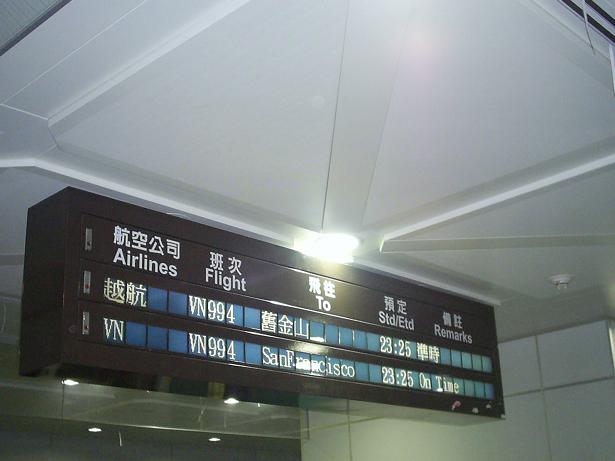 航空公司 班次 飛往 預定 備註
Airlines Flight To Std/Etd Remarks
越航 VN994 舊金山 23:25 準時
VN VN994 SanFrancisco 23:25 On Time